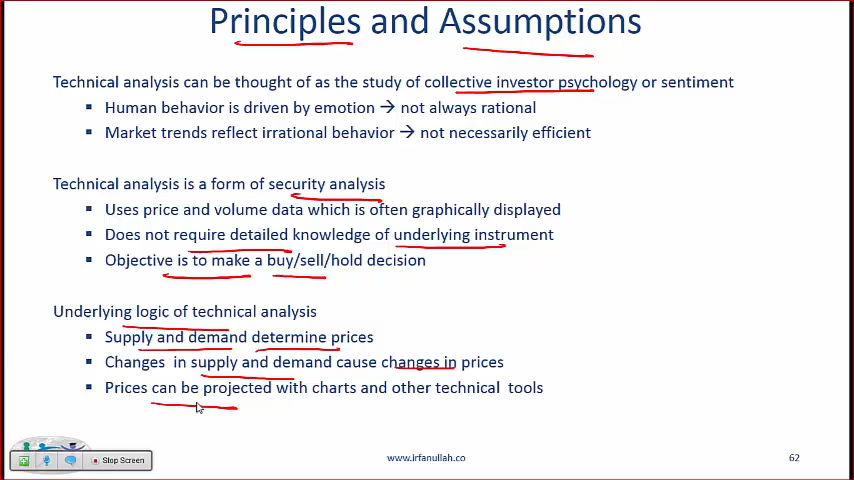 Principles and Assumptions
Technical analysis can be thought of as the study of collective investor psychology or sentiment
▪ Human behavior is driven by emotion → not always rational
▪ Market trends reflect irrational behavior → not necessarily efficient
Technical analysis is a form of security analysis
▪ Uses price and volume data which is often graphically displayed
▪ Does not require detailed knowledge of underlying instrument
▪ Objective is to make a buy/sell/hold decision
Underlying logic of technical analysis
▪ Supply and demand determine prices
▪ Changes in supply and demand cause changes in prices
▪ Prices can be projected with charts and other technical tools
Stop Screen
www.irfanullah.co
62